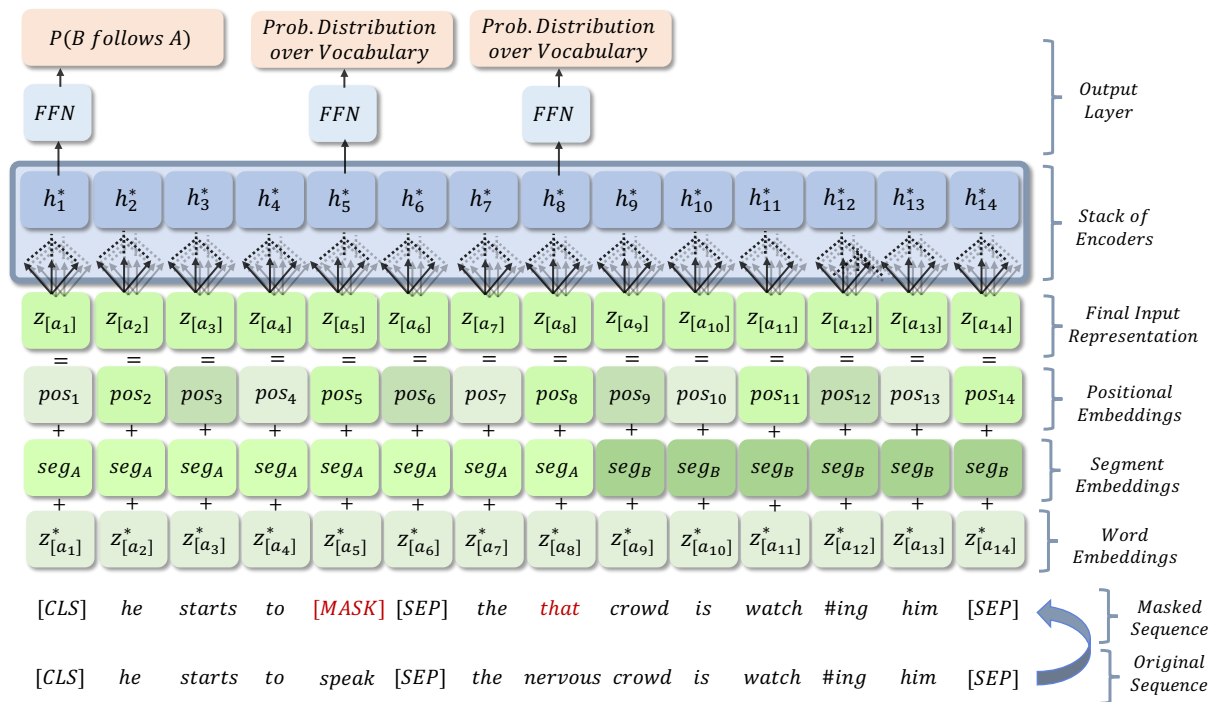 P(B follows A) Prob. Distribution over Vocabulary Prob. Distribution over Vocabulary
FFN FFN FFN Output Layer
h*1 h*2 h*3 h*4 h*5 h*6 h*7 h*8 h*9 h*10 h*11 h*12 h*13 h*14 Stack of Encoders
z[a1] z[a2] z[a3] z[a4] z[a5] z[a6] z[a7] z[a8] z[a9] z[a10] z[a11] z[a12] z[a13] z[a14] Final Input Representation
= = = = = = = = = = = = = =
pos1 pos2 pos3 pos4 pos5 pos6 pos7 pos8 pos9 pos10 pos11 pos12 pos13 pos14 Positional Embeddings
+ + + + + + + + + + + + + +
segA segA segA segA segA segA segA segA segB segB segB segB segB segB Segment Embeddings
+ + + + + + + + + + + + + +
z*[a1] z*[a2] z*[a3] z*[a4] z*[a5] z*[a6] z*[a7] z*[a8] z*[a9] z*[a10] z*[a11] z*[a12] z*[a13] z*[a14] Word Embeddings
[CLS] he starts to [MASK] [SEP] the that crowd is watch #ing him [SEP] Masked Sequence
[CLS] he starts to speak [SEP] the nervous crowd is watch #ing him [SEP] Original Sequence